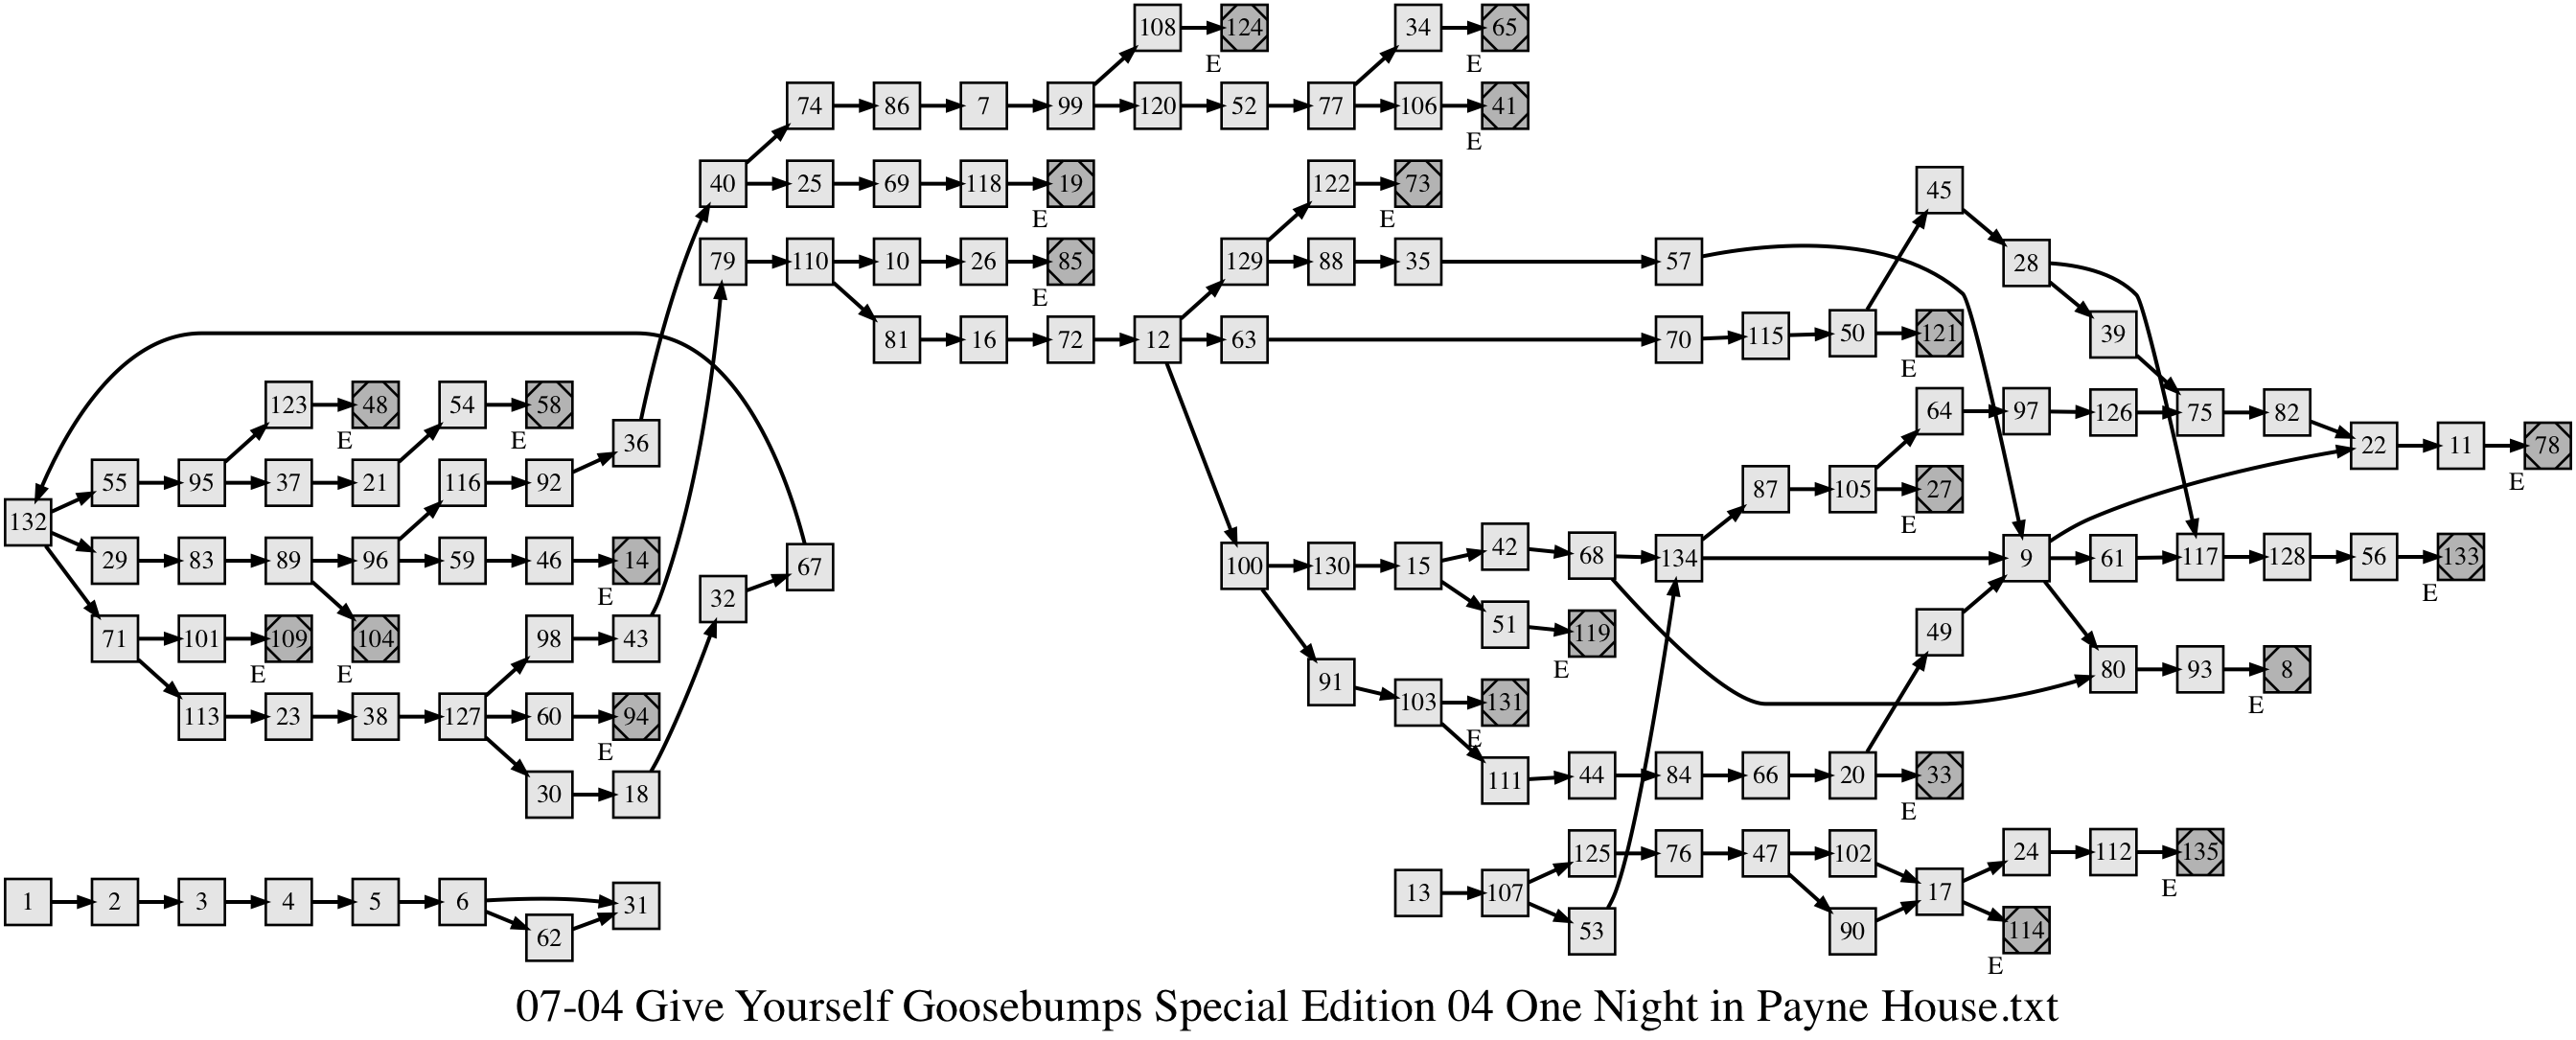 108 124 34 65
E E
74 86 7 99 120 52 77 106 41
E
40 25 69 118 19 122 73 45
E E
79 110 10 26 85 129 88 35 57 28
E
81 16 72 12 63 70 115 50 121 39
E
123 48 54 58 64 97 126 75 82
E E
36 22 11 78
E
55 95 37 21 116 92 87 105 27
E
132
29 83 89 96 59 46 14 100 130 15 42 68 134 9 61 117 128 56 133
E E
32 67
71 101 109 104 98 43 51 119 49
E E E
91 80 93 8
E
113 23 38 127 60 94 103 131
E E
30 18 111 44 84 66 20 33
E
125 76 47 102 24 112 135
E
1 2 3 4 5 6 31 13 107 17
62 53 90 114
E
07-04 Give Yourself Goosebumps Special Edition 04 One Night in Payne House.txt